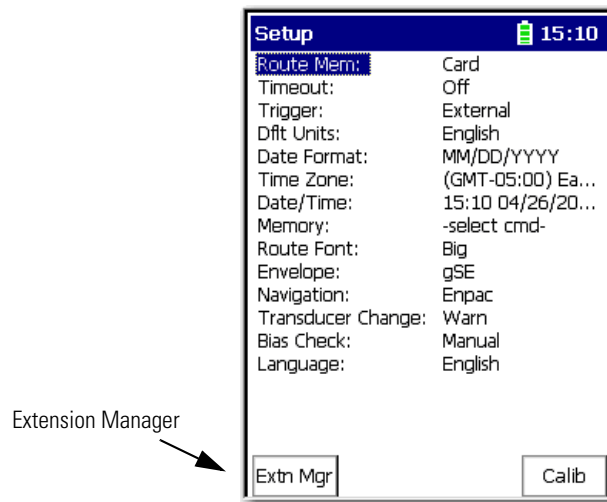 Setup 15:10
Route Mem: Card
Timeout: Off
Trigger: External
Dflt Units: English
Date Format: MM/DD/YYYY
Time Zone: (GMT-05:00) Ea...
Date/Time: 15:10 04/26/20...
Memory: -select cmd-
Route Font: Big
Envelope: gSE
Navigation: Enpac
Transducer Change: Warn
Bias Check: Manual
Language: English
Extension Manager
Extn Mgr Calib